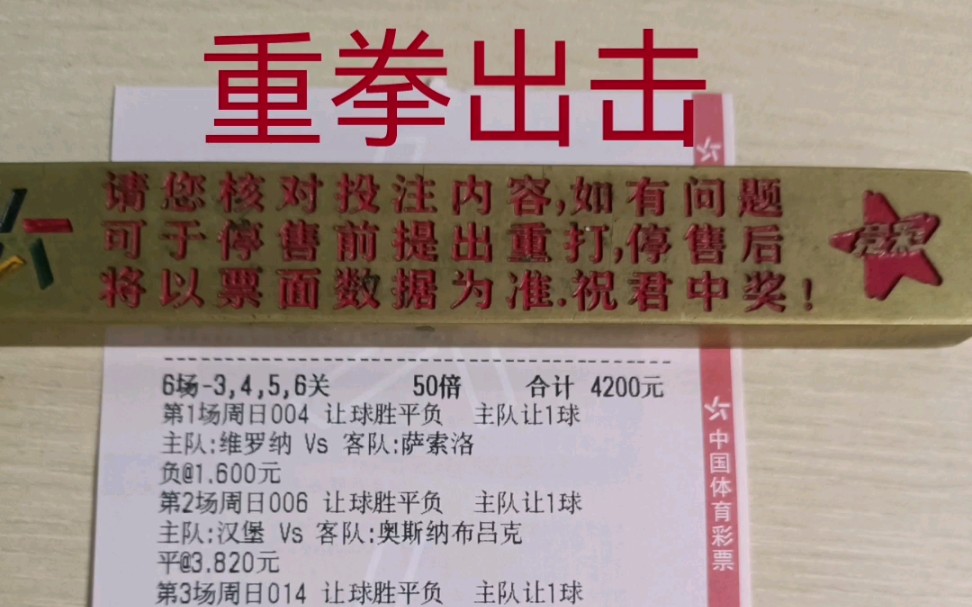 重拳出击
请您核对投注内容,如有问题
可于停售前提出重打,停售后
将以票面数据为准.祝君中奖!
竞彩
6场-3,4,5,6关 50倍 合计 4200元
第1场周日004 让球胜平负 主队让1球
主队:维罗纳 Vs 客队:萨索洛
负@1.600元
第2场周日006 让球胜平负 主队让1球
主队:汉堡 Vs 客队:奥斯纳布吕克
平@3.820元
第3场周日014 让球胜平负 主队让1球
中国体育彩票